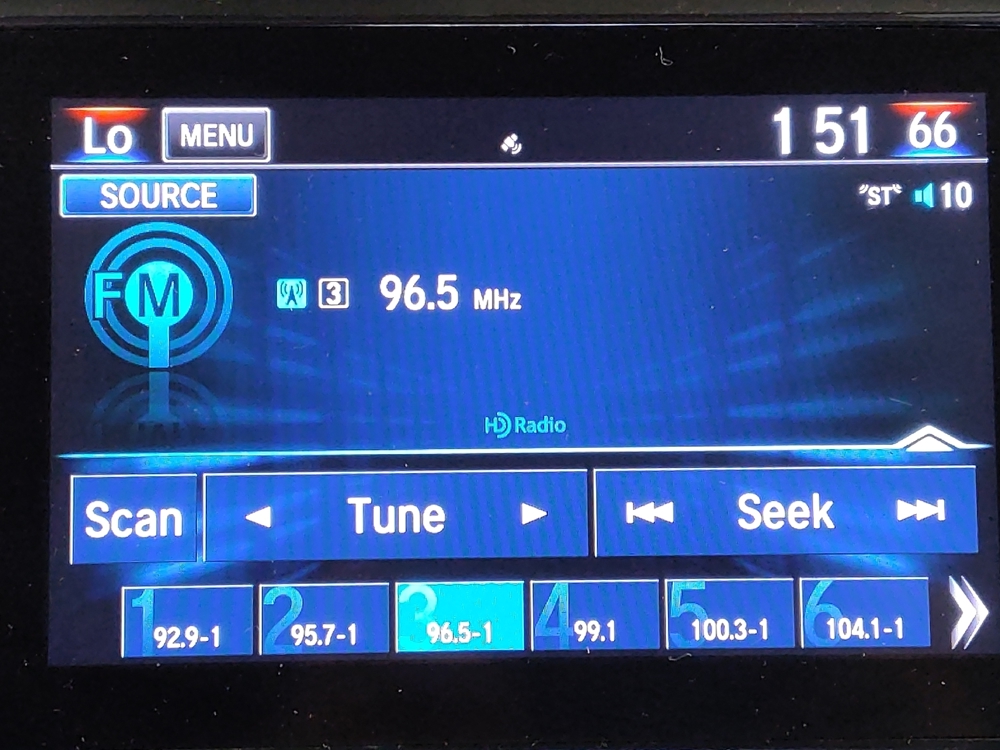 Lo MENU 1 51 66
SOURCE "ST" 10
FM 3 96.5 MHz
HD Radio
Scan Tune Seek
1 92.9-1 2 95.7-1 3 96.5-1 4 99.1 5 100.3-1 6 104.1-1